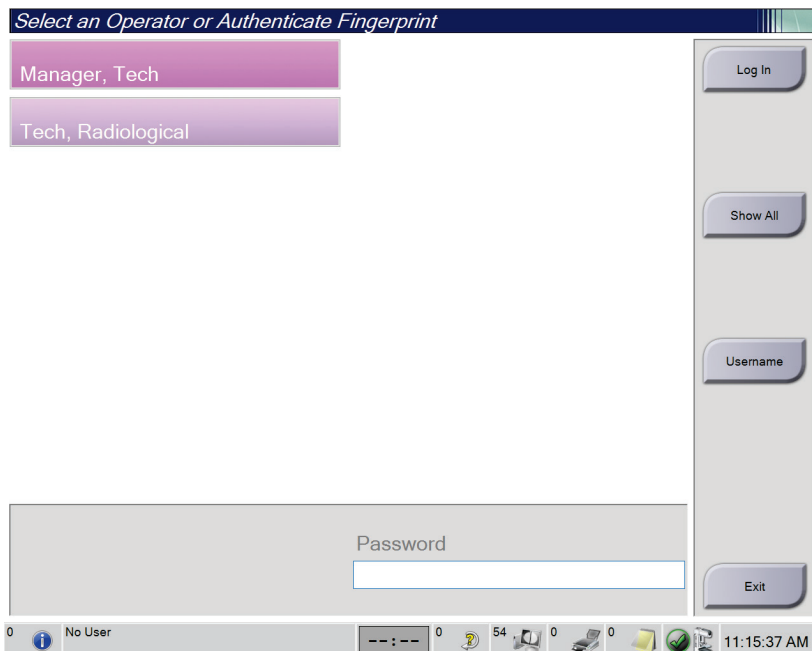 Select an Operator or Authenticate Fingerprint
Manager, Tech
Tech, Radiological
Log In
Show All
Username
Password
Exit
0 No User --:-- 0 54 0 0 11:15:37 AM